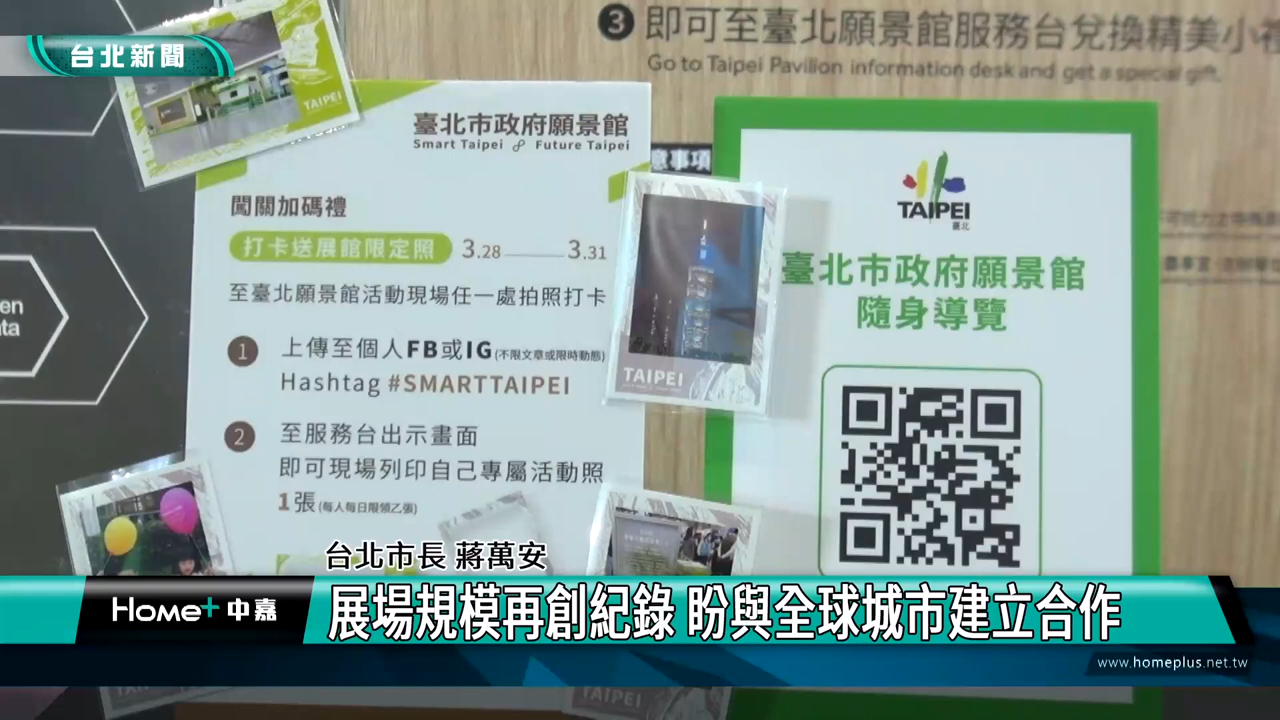 台北新聞
❸ 即可至臺北願景館服務台兌換精美小
Go to Taipei Pavilion information desk and get a special gift.
TAIPEI
臺北市政府願景館
Smart Taipei ∞ Future Taipei
闖關加碼禮
打卡送展館限定照 3.28 3.31
至臺北願景館活動現場任一處拍照打卡
1 上傳至個人FB或IG(不限文章或限時動態)
Hashtag #SMARTTAIPEI
2 至服務台出示畫面
即可現場列印自己專屬活動照
1張(每人每日限領乙張)
意事項
TAIPEI
TAIPEI
臺北
臺北市政府願景館
隨身導覽
en
ta
台北市長 蔣萬安
Home+ 中嘉
展場規模再創紀錄 盼與全球城市建立合作
www.homeplus.net.tw
TAIPEI
TAIPEI